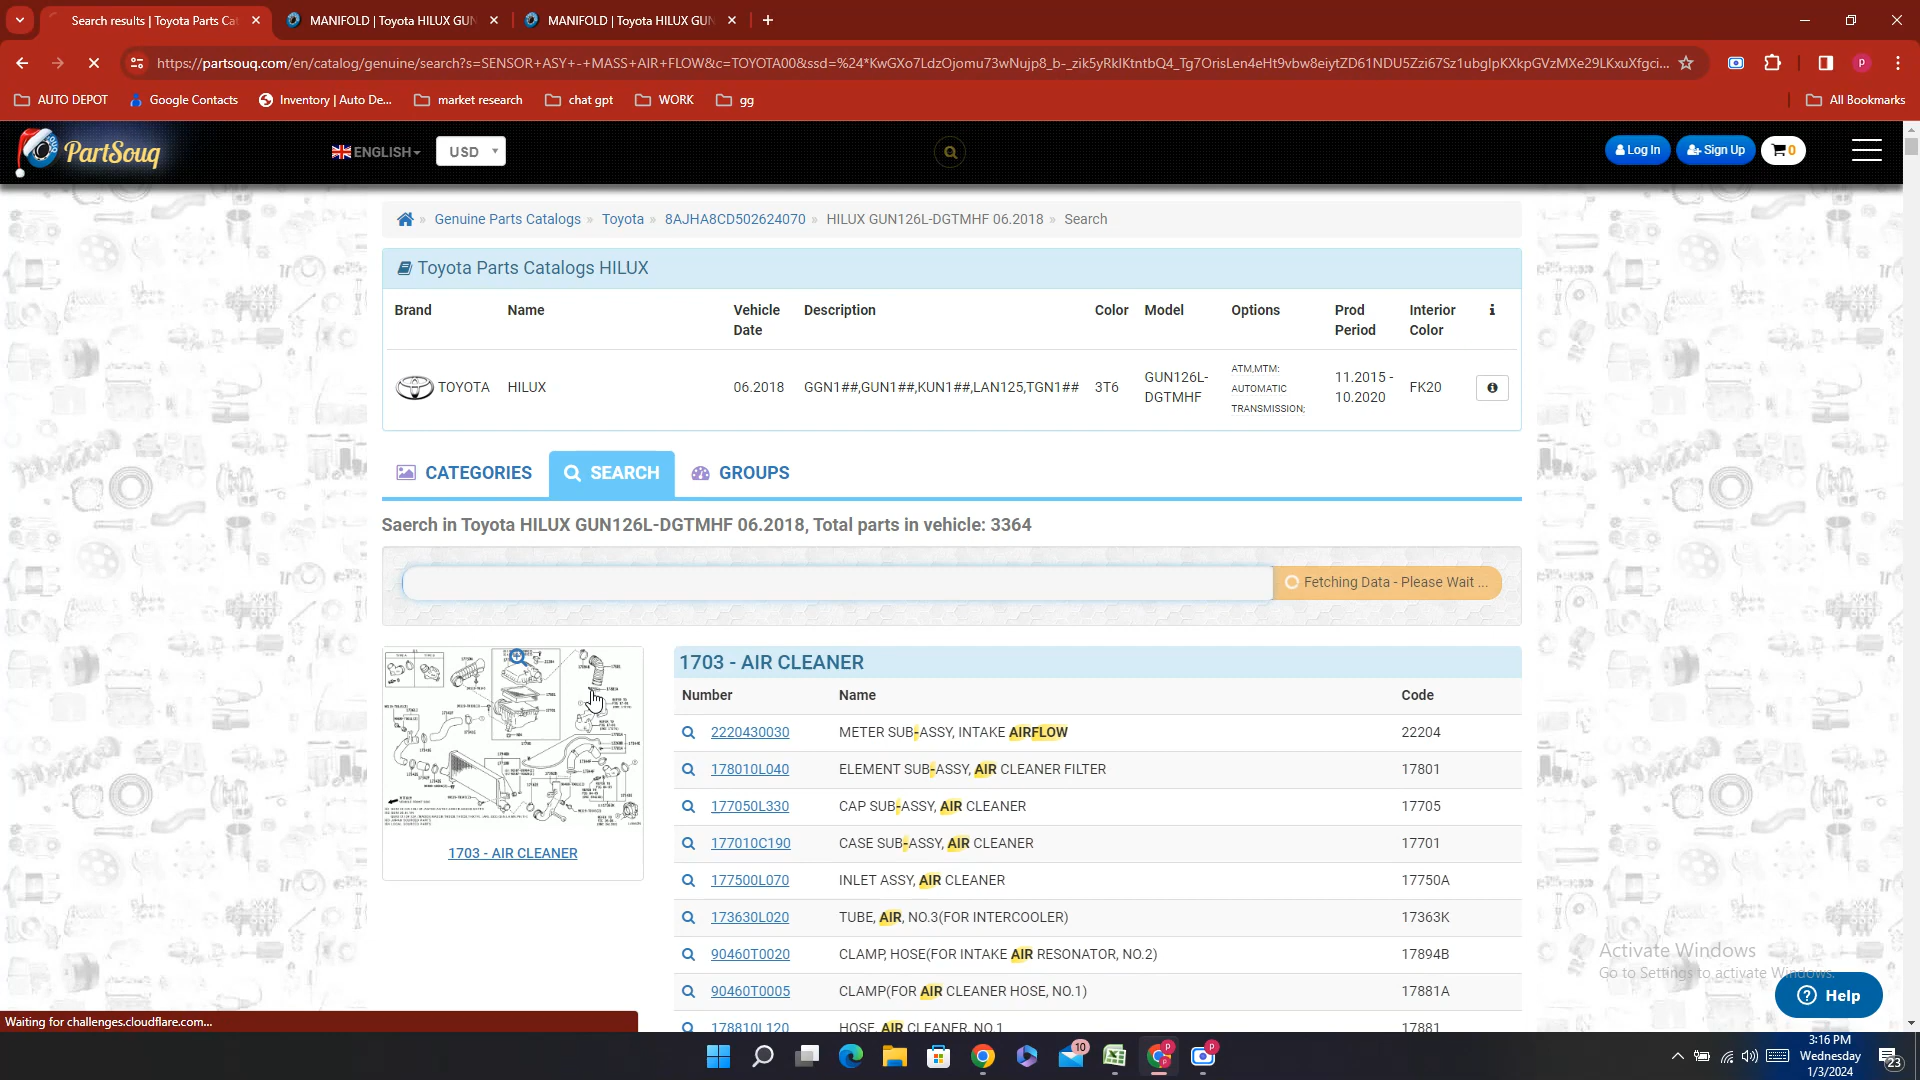 Search results | Toyota Parts Cat
MANIFOLD | Toyota HILUX GUN
MANIFOLD | Toyota HILUX GUN
https://partsouq.com/en/catalog/genuine/search?s=SENSOR+ASY+-+MASS+AIR+FLOW&c=TOYOTA00&ssd=
AUTO DEPOT
Google Contacts
Inventory | Auto De...
market research
chat gpt
WORK
gg
All Bookmarks
PartSouq
ENGLISH
USD
Log In
Sign Up
0
» Genuine Parts Catalogs » Toyota » 8AJHA8CD502624070 » HILUX GUN126L-DGTMHF 06.2018 » Search
Toyota Parts Catalogs HILUX
Brand
Name
Vehicle Date
Description
Color
Model
Options
Prod Period
Interior Color
TOYOTA
HILUX
06.2018
GGN1##,GUN1##,KUN1##,LAN125,TGN1##
3T6
GUN126L-DGTMHF
ATM,MTM: AUTOMATIC TRANSMISSION;
11.2015 - 10.2020
FK20
CATEGORIES
SEARCH
GROUPS
Saerch in Toyota HILUX GUN126L-DGTMHF 06.2018, Total parts in vehicle: 3364
Fetching Data - Please Wait ...
1703 - AIR CLEANER
1703 - AIR CLEANER
Number Name Code
2220430030 METER SUB-ASSY, INTAKE AIRFLOW 22204
178010L040 ELEMENT SUB-ASSY, AIR CLEANER FILTER 17801
177050L330 CAP SUB-ASSY, AIR CLEANER 17705
177010C190 CASE SUB-ASSY, AIR CLEANER 17701
177500L070 INLET ASSY, AIR CLEANER 17750A
173630L020 TUBE, AIR, NO.3(FOR INTERCOOLER) 17363K
90460T0020 CLAMP, HOSE(FOR INTAKE AIR RESONATOR, NO.2) 17894B
90460T0005 CLAMP(FOR AIR CLEANER HOSE, NO.1) 17881A
178810L120 HOSE, AIR CLEANER, NO.1 17881
Activate Windows
Go to Settings to activate Windows.
Help
Waiting for challenges.cloudflare.com...
10
3:16 PM
Wednesday
1/3/2024
23